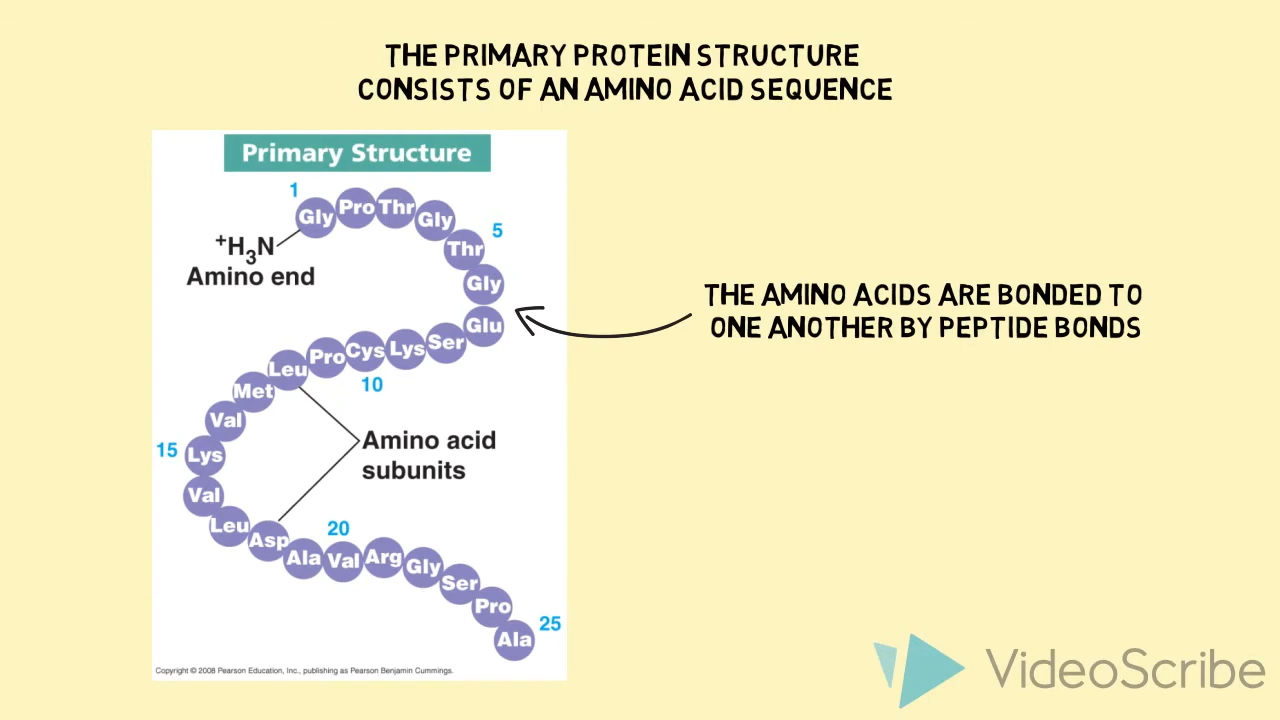 THE PRIMARY PROTEIN STRUCTURE
CONSISTS OF AN AMINO ACID SEQUENCE
Primary Structure
1
Gly Pro Thr Gly
5
Thr
+H3N
Amino end
Gly
Glu
THE AMINO ACIDS ARE BONDED TO
ONE ANOTHER BY PEPTIDE BONDS
Ser Lys Cys Pro Leu
10
Met
Val
15
Lys
Amino acid
subunits
Val
Leu
Asp
20
Ala Val Arg Gly
Ser
Pro
25
Ala
Copyright © 2008 Pearson Education, Inc., publishing as Pearson Benjamin Cummings.
VideoScribe